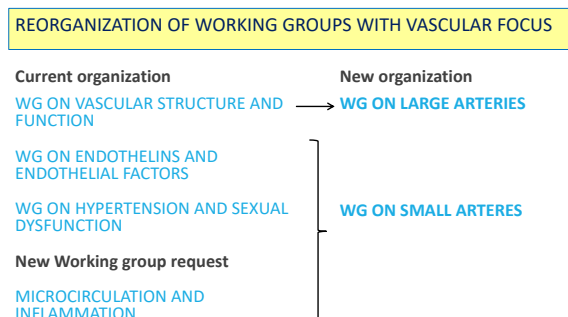 REORGANIZATION OF WORKING GROUPS WITH VASCULAR FOCUS
Current organization
New organization
WG ON VASCULAR STRUCTURE AND
FUNCTION
WG ON LARGE ARTERIES
WG ON ENDOTHELINS AND
ENDOTHELIAL FACTORS
WG ON HYPERTENSION AND SEXUAL
DYSFUNCTION
WG ON SMALL ARTERES
New Working group request
MICROCIRCULATION AND
INFLAMMATION